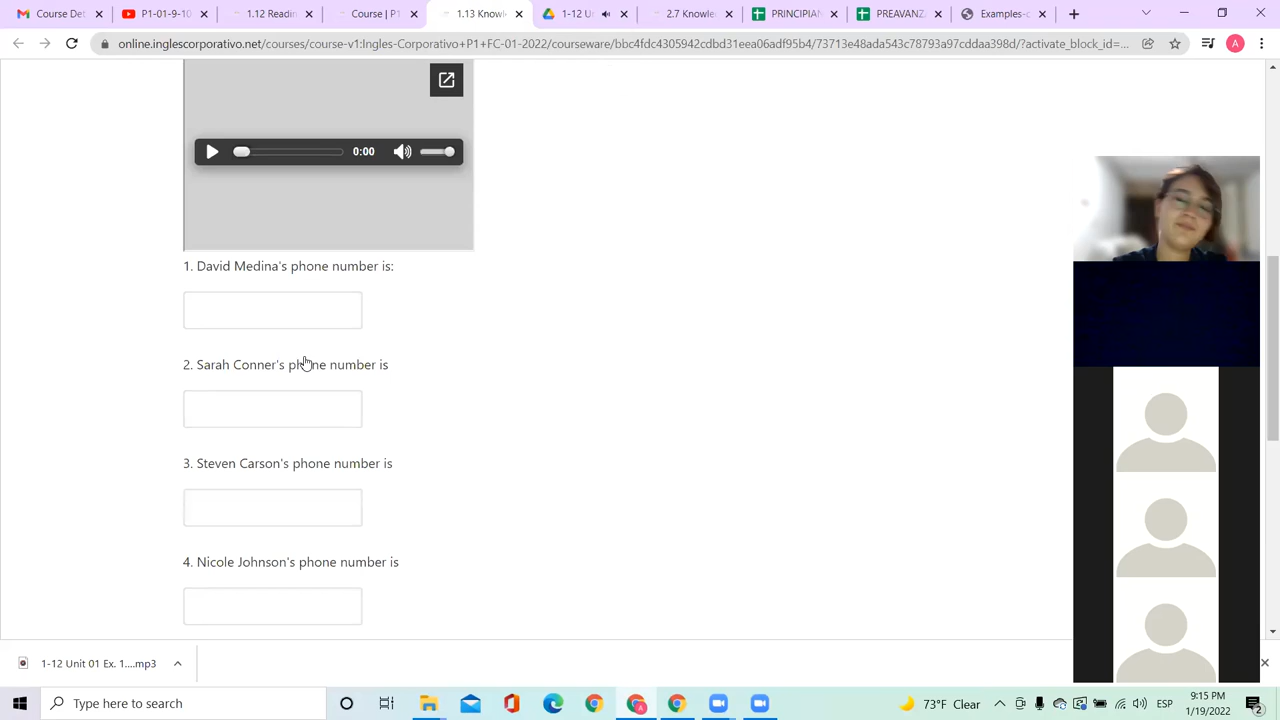 Course Det
P1-01-9-10
1.12 Readin
Course | P1
1.13 Knowl
1-12 U
2.7 Knowle
PRINCIPIAN
PREAVANZ
Examples-c
online.inglescorporativo.net/courses/course-v1:Ingles-Corporativo+P1+FC-01-2022/courseware/bbc4fdc4305942cdbd31eea06adf95b4/73713e48ada543c78793a97cddaa398d/?activate_block_id=...
A
0:00
1. David Medina's phone number is:
2. Sarah Conner's phone number is
3. Steven Carson's phone number is
4. Nicole Johnson's phone number is
1-12 Unit 01 Ex. 1....mp3
Type here to search
73°F Clear
ESP
9:15 PM
1/19/2022
2